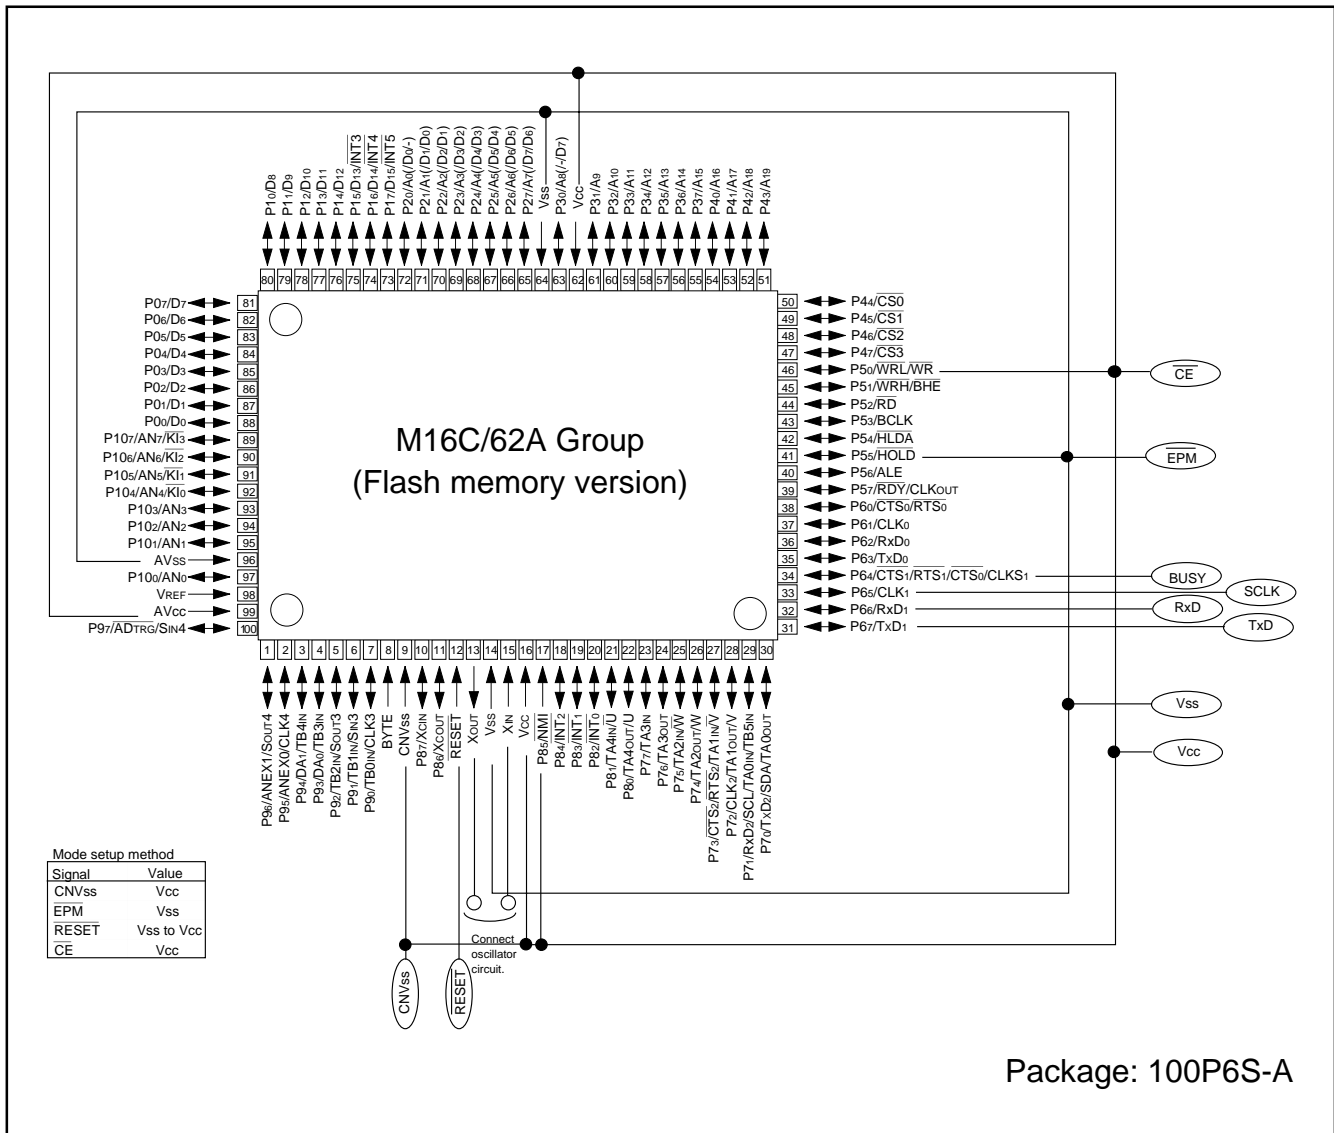 P10/D8
P11/D9
P12/D10
P13/D11
P14/D12
P15/D13/INT3
P16/D14/INT4
P17/D15/INT5
P20/A0(/D0/-)
P21/A1(/D1/D0)
P22/A2(/D2/D1)
P23/A3(/D3/D2)
P24/A4(/D4/D3)
P25/A5(/D5/D4)
P26/A6(/D6/D5)
P27/A7(/D7/D6)
Vss
P30/A8(/-/D7)
Vcc
P31/A9
P32/A10
P33/A11
P34/A12
P35/A13
P36/A14
P37/A15
P40/A16
P41/A17
P42/A18
P43/A19
80 79 78 77 76 75 74 73 72 71 70 69 68 67 66 65 64 63 62 61 60 59 58 57 56 55 54 53 52 51
P07/D7 81
P06/D6 82
P05/D5 83
P04/D4 84
P03/D3 85
P02/D2 86
P01/D1 87
P00/D0 88
P107/AN7/KI3 89
P106/AN6/KI2 90
P105/AN5/KI1 91
P104/AN4/KI0 92
P103/AN3 93
P102/AN2 94
P101/AN1 95
AVSS 96
P100/AN0 97
VREF 98
AVcc 99
P97/ADTRG/SIN4 100
M16C/62A Group
(Flash memory version)
50 P44/CS0
49 P45/CS1
48 P46/CS2
47 P47/CS3
46 P50/WRL/WR
45 P51/WRH/BHE
44 P52/RD
43 P53/BCLK
42 P54/HLDA
41 P55/HOLD
40 P56/ALE
39 P57/RDY/CLKOUT
38 P60/CTS0/RTS0
37 P61/CLK0
36 P62/RxD0
35 P63/TXD0
34 P64/CTS1/RTS1/CTS0/CLKS1
33 P65/CLK1
32 P66/RxD1
31 P67/TXD1
CE
EPM
BUSY
SCLK
RxD
TxD
Vss
Vcc
1 2 3 4 5 6 7 8 9 10 11 12 13 14 15 16 17 18 19 20 21 22 23 24 25 26 27 28 29 30
P96/ANEX1/SOUT4
P95/ANEX0/CLK4
P94/DA1/TB4IN
P93/DA0/TB3IN
P92/TB2IN/SOUT3
P91/TB1IN/SIN3
P90/TB0IN/CLK3
BYTE
CNVss
P87/XCIN
P86/XCOUT
RESET
XOUT
Vss
XIN
VCC
P85/NMI
P84/INT2
P83/INT1
P82/INT0
P81/TA4IN/U
P80/TA4OUT/U
P77/TA3IN
P76/TA3OUT
P75/TA2IN/W
P74/TA2OUT/W
P73/CTS2/RTS2/TA1IN/V
P72/CLK2/TA1OUT/V
P71/RxD2/SCL/TA0IN/TB5IN
P70/TXD2/SDA/TA0OUT
Mode setup method
Signal Value
CNVss Vcc
EPM Vss
RESET Vss to Vcc
CE Vcc
Connect
oscillator
circuit.
CNVss
RESET
Package: 100P6S-A